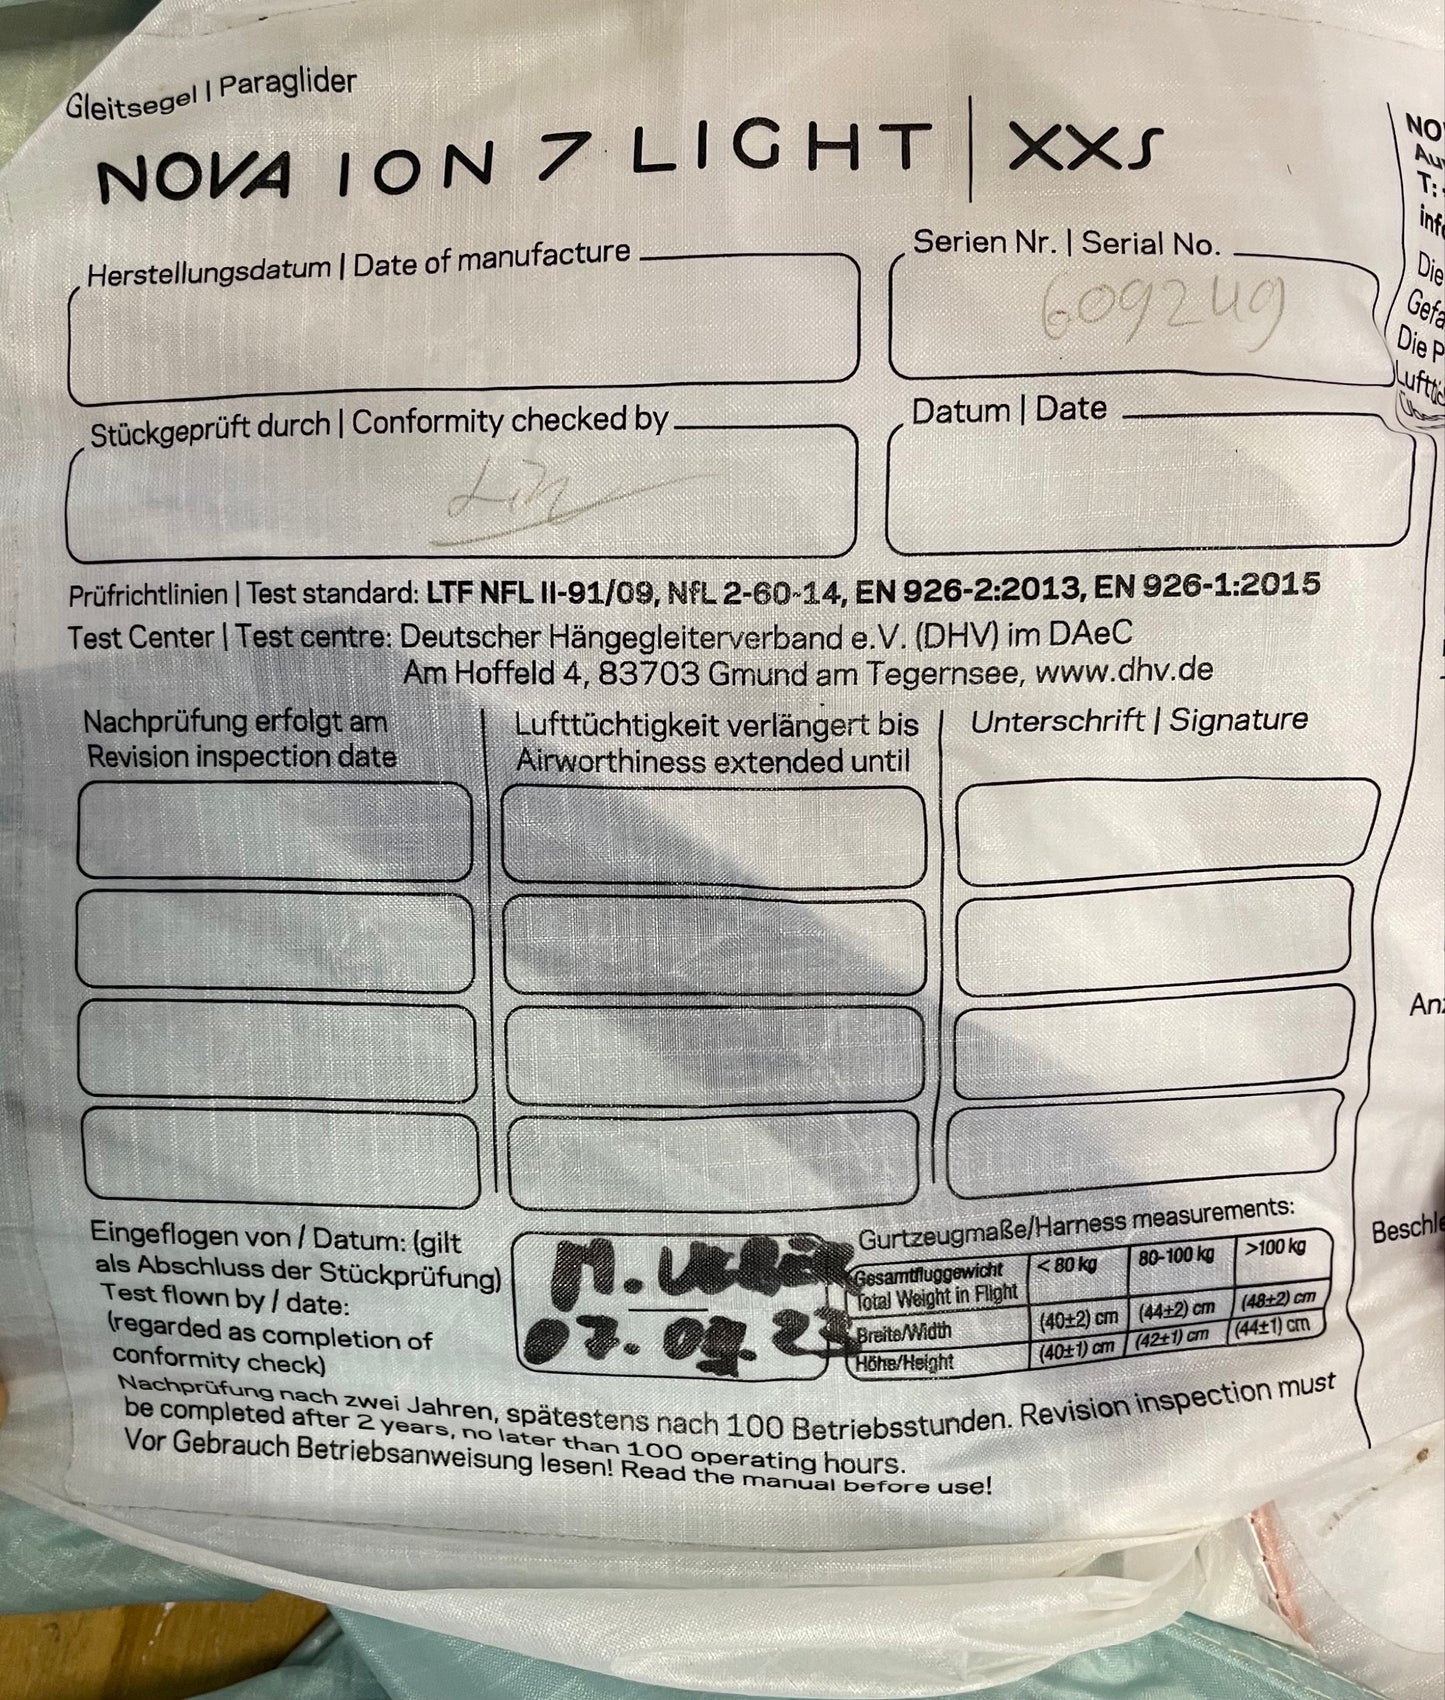 Gleitsegel | Paraglider
NOVA ION 7 LIGHT | XXS
Herstellungsdatum | Date of manufacture
Serien Nr. | Serial No.
609249
Stückgeprüft durch | Conformity checked by
Datum | Date
Prüfrichtlinien | Test standard: LTF NFL II-91/09, NfL 2-60-14, EN 926-2:2013, EN 926-1:2015
Test Center | Test centre: Deutscher Hängegleiterverband e.V. (DHV) im DAeC
Am Hoffeld 4, 83703 Gmund am Tegernsee, www.dhv.de
Nachprüfung erfolgt am
Revision inspection date
Lufttüchtigkeit verlängert bis
Airworthiness extended until
Unterschrift | Signature
Eingeflogen von / Datum: (gilt
als Abschluss der Stückprüfung)
Test flown by / date:
(regarded as completion of
conformity check)
M.
07.
Gurtzeugmaße/Harness measurements:
Gesamtfluggewicht
Total Weight in Flight
< 80 kg
80-100 kg
>100 kg
Breite/Width
(40±2) cm
(44±2) cm
(48±2) cm
Höhe/Height
(40±1) cm
(42±1) cm
(44±1) cm
Nachprüfung nach zwei Jahren, spätestens nach 100 Betriebsstunden. Revision inspection must
be completed after 2 years, no later than 100 operating hours.
Vor Gebrauch Betriebsanweisung lesen! Read the manual before use!
T:
Die
Die P